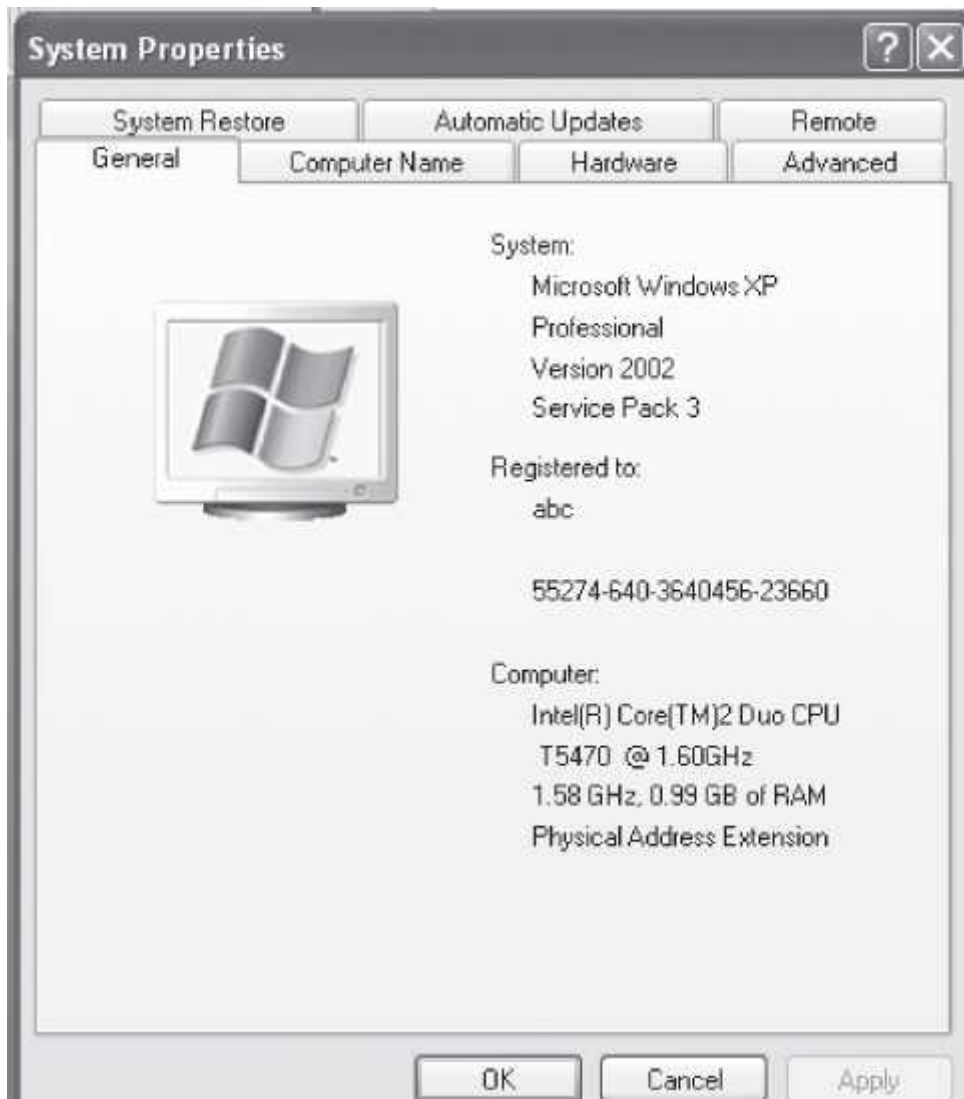 System Properties
? X
System Restore Automatic Updates Remote
General Computer Name Hardware Advanced
System:
Microsoft Windows XP
Professional
Version 2002
Service Pack 3
Registered to:
abc
55274-640-3640456-23660
Computer:
Intel(R) Core(TM)2 Duo CPU
T5470 @ 1.60GHz
1.58 GHz, 0.99 GB of RAM
Physical Address Extension
OK Cancel Apply